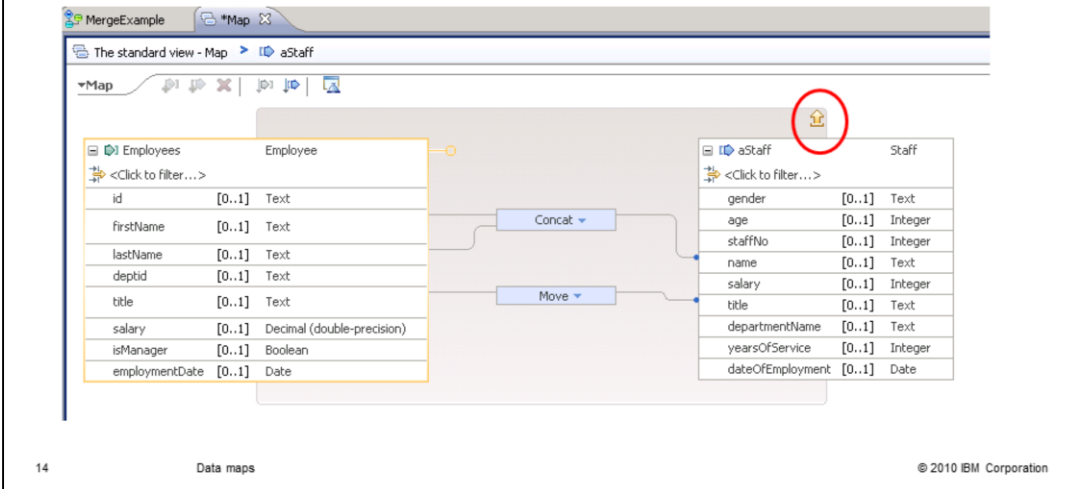 MergeExample *Map
The standard view - Map > aStaff
Map
Employees Employee
<Click to filter...>
id [0..1] Text
firstName [0..1] Text
lastName [0..1] Text
deptid [0..1] Text
title [0..1] Text
salary [0..1] Decimal (double-precision)
isManager [0..1] Boolean
employmentDate [0..1] Date
Concat
Move
aStaff Staff
<Click to filter...>
gender [0..1] Text
age [0..1] Integer
staffNo [0..1] Integer
name [0..1] Text
salary [0..1] Integer
title [0..1] Text
departmentName [0..1] Text
yearsOfService [0..1] Integer
dateOfEmployment [0..1] Date
14 Data maps © 2010 IBM Corporation